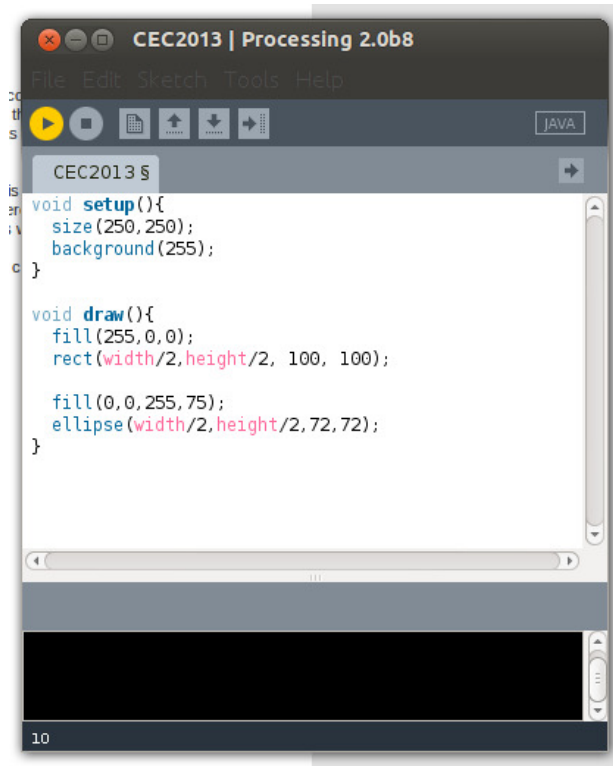 CEC2013 | Processing 2.0b8
File Edit Sketch Tools Help
JAVA
CEC2013 §
void setup(){
  size(250,250);
  background(255);
}

void draw(){
  fill(255,0,0);
  rect(width/2,height/2, 100, 100);

  fill(0,0,255,75);
  ellipse(width/2,height/2,72,72);
}
10